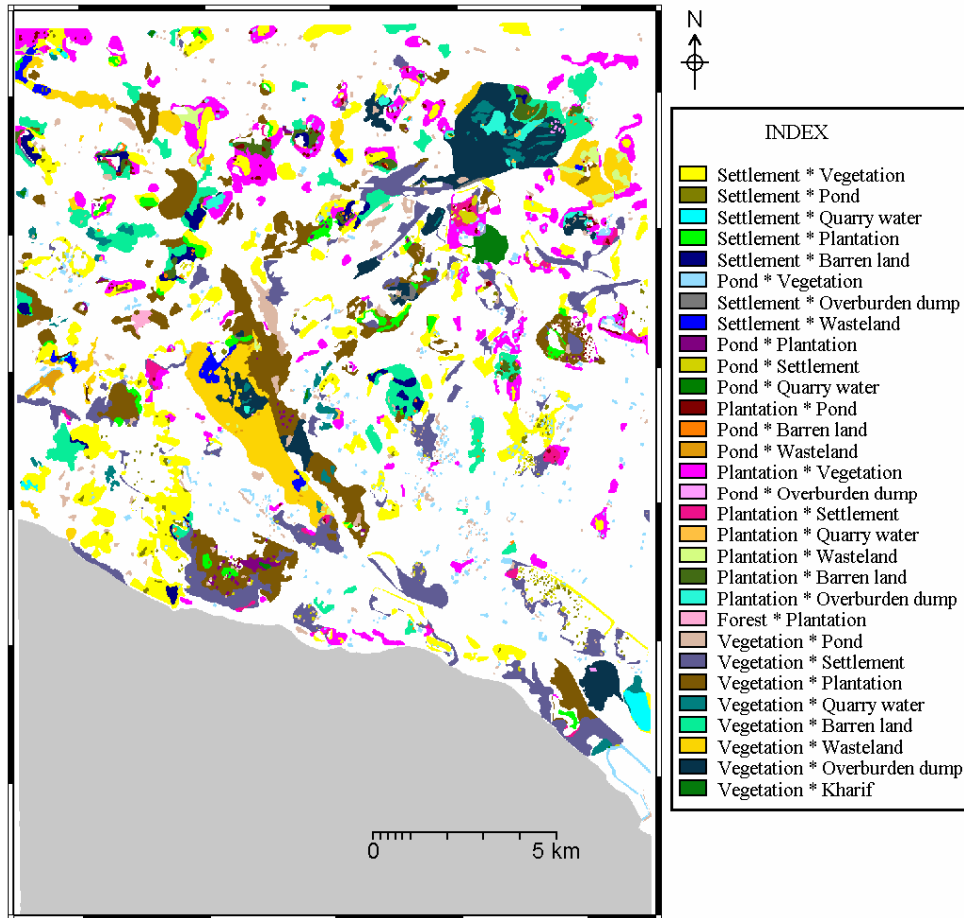 N
INDEX
Settlement * Vegetation
Settlement * Pond
Settlement * Quarry water
Settlement * Plantation
Settlement * Barren land
Pond * Vegetation
Settlement * Overburden dump
Settlement * Wasteland
Pond * Plantation
Pond * Settlement
Pond * Quarry water
Plantation * Pond
Pond * Barren land
Pond * Wasteland
Plantation * Vegetation
Pond * Overburden dump
Plantation * Settlement
Plantation * Quarry water
Plantation * Wasteland
Plantation * Barren land
Plantation * Overburden dump
Forest * Plantation
Vegetation * Pond
Vegetation * Settlement
Vegetation * Plantation
Vegetation * Quarry water
Vegetation * Barren land
Vegetation * Wasteland
Vegetation * Overburden dump
Vegetation * Kharif
0 5 km